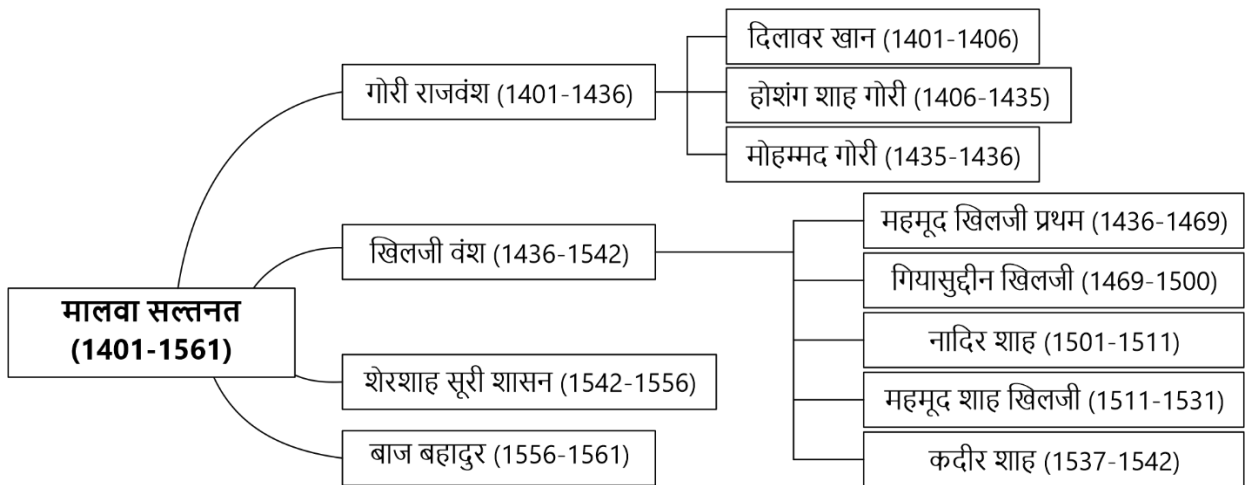 मालवा सल्तनत
(1401-1561)
गोरी राजवंश (1401-1436)
दिलावर खान (1401-1406)
होशंग शाह गोरी (1406-1435)
मोहम्मद गोरी (1435-1436)
खिलजी वंश (1436-1542)
महमूद खिलजी प्रथम (1436-1469)
गियासुद्दीन खिलजी (1469-1500)
नादिर शाह (1501-1511)
महमूद शाह खिलजी (1511-1531)
कदीर शाह (1537-1542)
शेरशाह सूरी शासन (1542-1556)
बाज बहादुर (1556-1561)